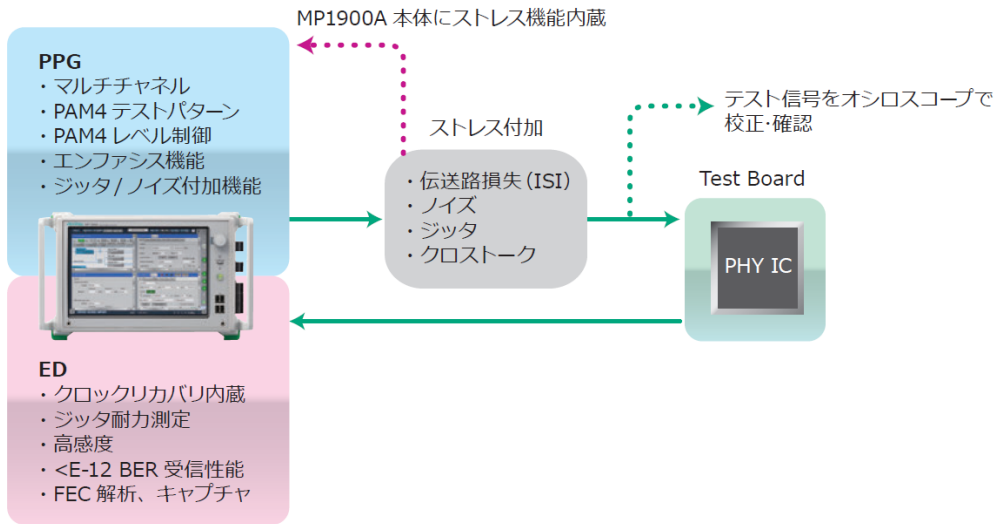 MP1900A 本体にストレス機能内蔵
PPG
・マルチチャネル
・PAM4 テストパターン
・PAM4 レベル制御
・エンファシス機能
・ジッタ / ノイズ付加機能
ストレス付加
・伝送路損失（ISI）
・ノイズ
・ジッタ
・クロストーク
テスト信号をオシロスコープで
校正・確認
Test Board
PHY IC
ED
・クロックリカバリ内蔵
・ジッタ耐力測定
・高感度
・<E-12 BER 受信性能
・FEC 解析、キャプチャ